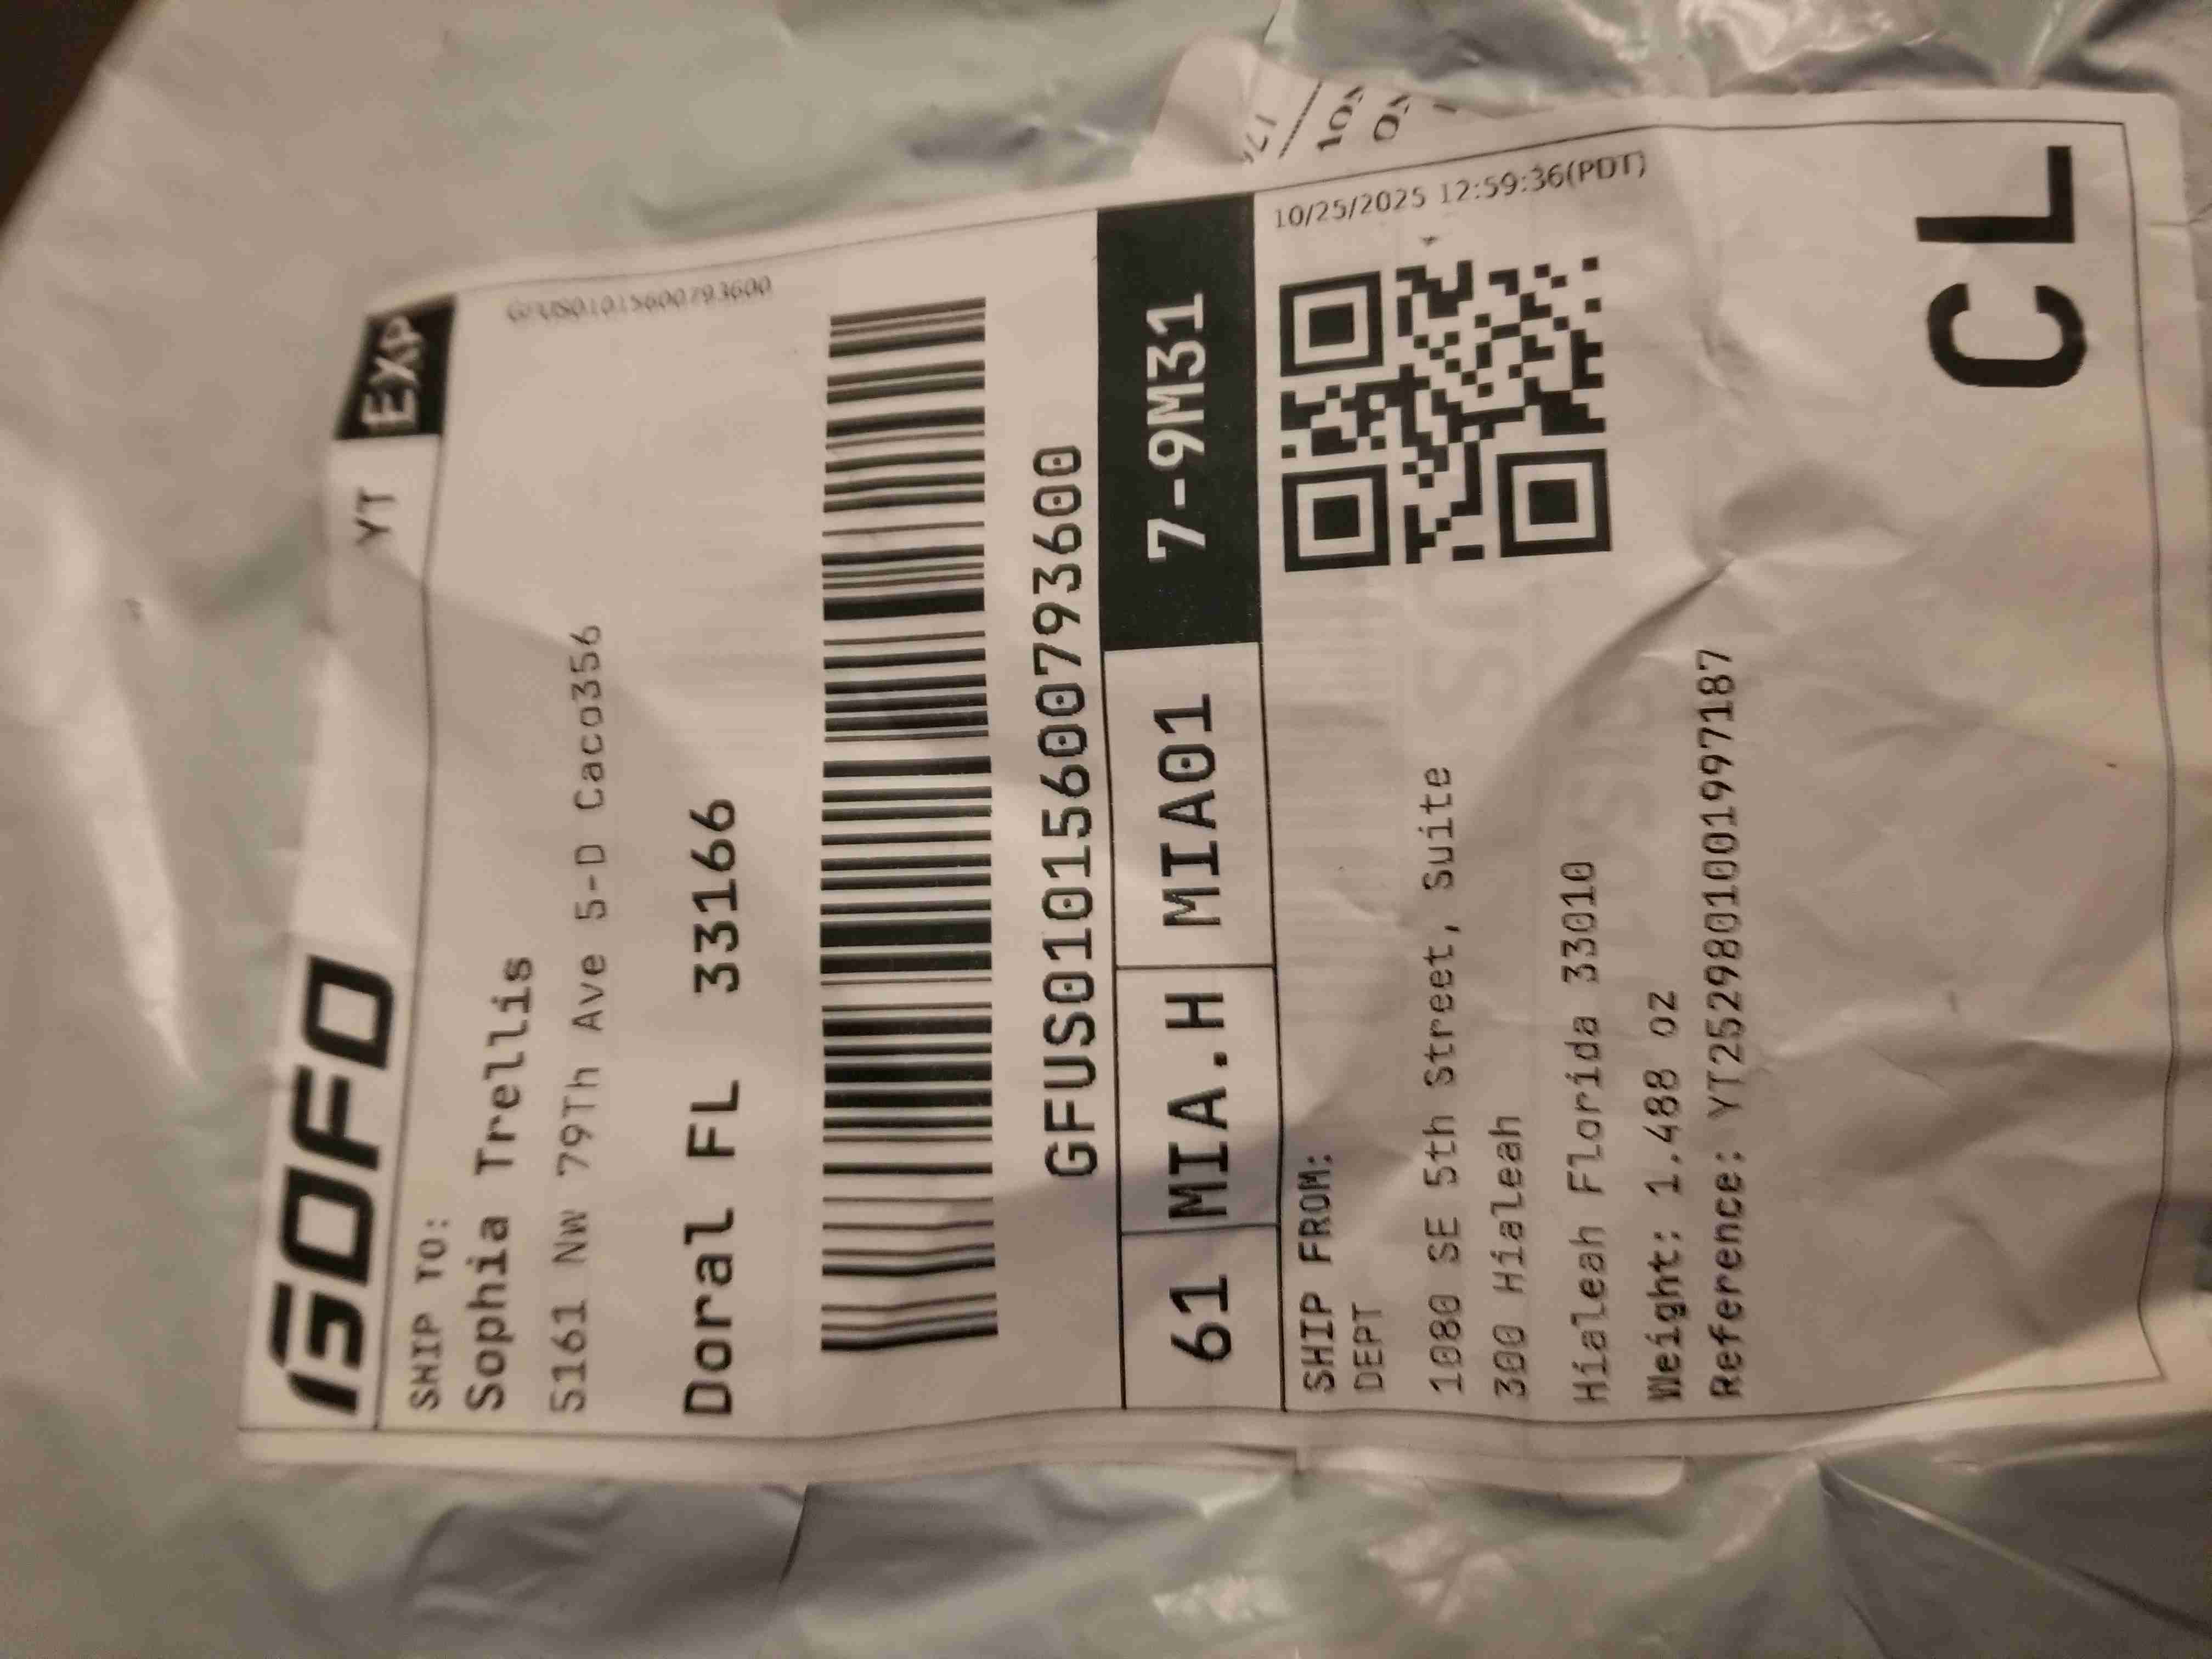 GOFO
YT EXP
SHIP TO:
GFUS01015600793600
Sophia Trellis
5161 NW 79Th Ave 5-D Caco356
Doral FL 33166
GFUS01015600793600
61 MIA.H MIA01 7-9M31
SHIP FROM:
10/25/2025 12:59:36(PDT)
DEPT
1080 SE 5th Street, Suite
300 Hialeah
Hialeah Florida 33010
Weight: 1.488 oz
Reference: YT2529801001997187
CL